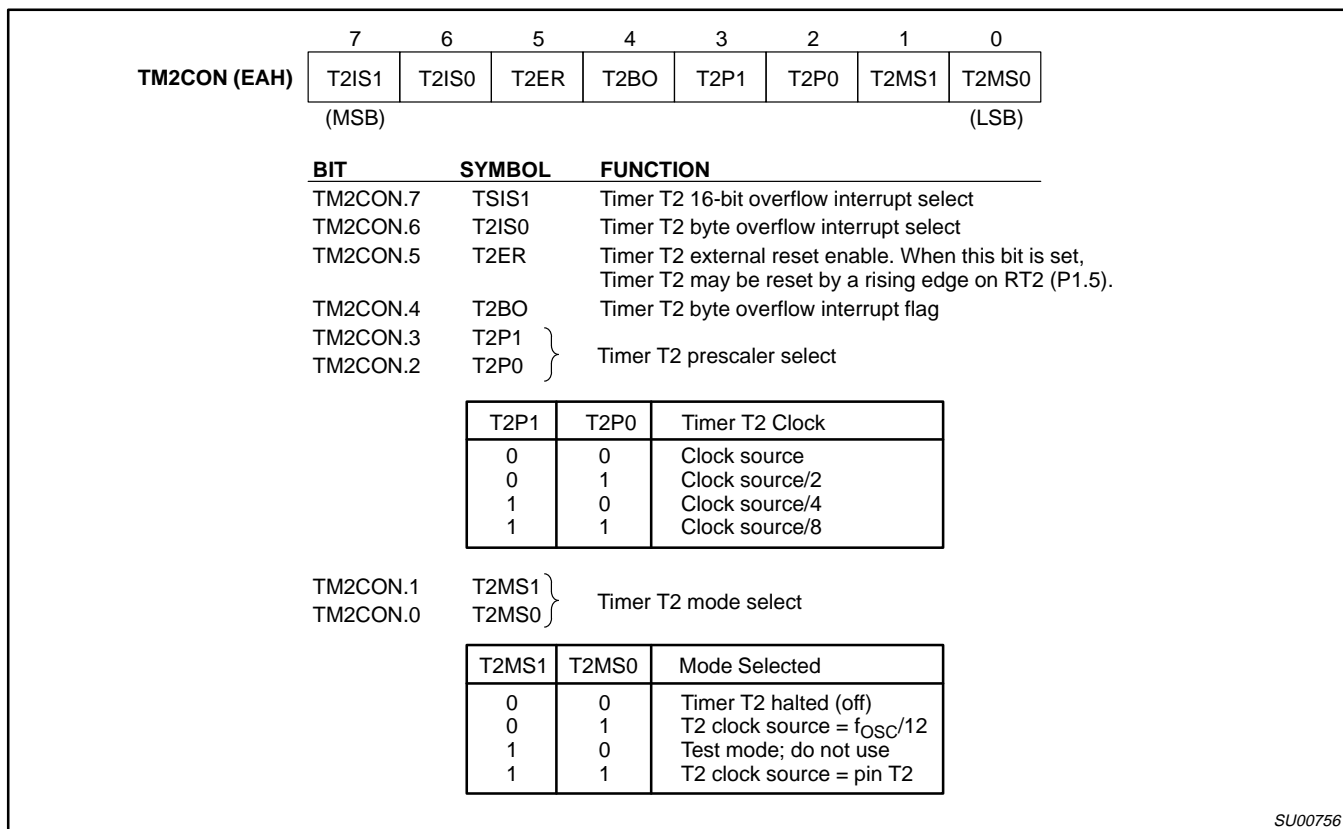 7 6 5 4 3 2 1 0
TM2CON (EAH) T2IS1 T2IS0 T2ER T2BO T2P1 T2P0 T2MS1 T2MS0
(MSB) (LSB)
BIT SYMBOL FUNCTION
TM2CON.7 TSIS1 Timer T2 16-bit overflow interrupt select
TM2CON.6 T2IS0 Timer T2 byte overflow interrupt select
TM2CON.5 T2ER Timer T2 external reset enable. When this bit is set,
Timer T2 may be reset by a rising edge on RT2 (P1.5).
TM2CON.4 T2BO Timer T2 byte overflow interrupt flag
TM2CON.3 T2P1
Timer T2 prescaler select
TM2CON.2 T2P0
T2P1 T2P0 Timer T2 Clock
0 0 Clock source
0 1 Clock source/2
1 0 Clock source/4
1 1 Clock source/8
TM2CON.1 T2MS1
Timer T2 mode select
TM2CON.0 T2MS0
T2MS1 T2MS0 Mode Selected
0 0 Timer T2 halted (off)
0 1 T2 clock source = fOSC/12
1 0 Test mode; do not use
1 1 T2 clock source = pin T2
SU00756